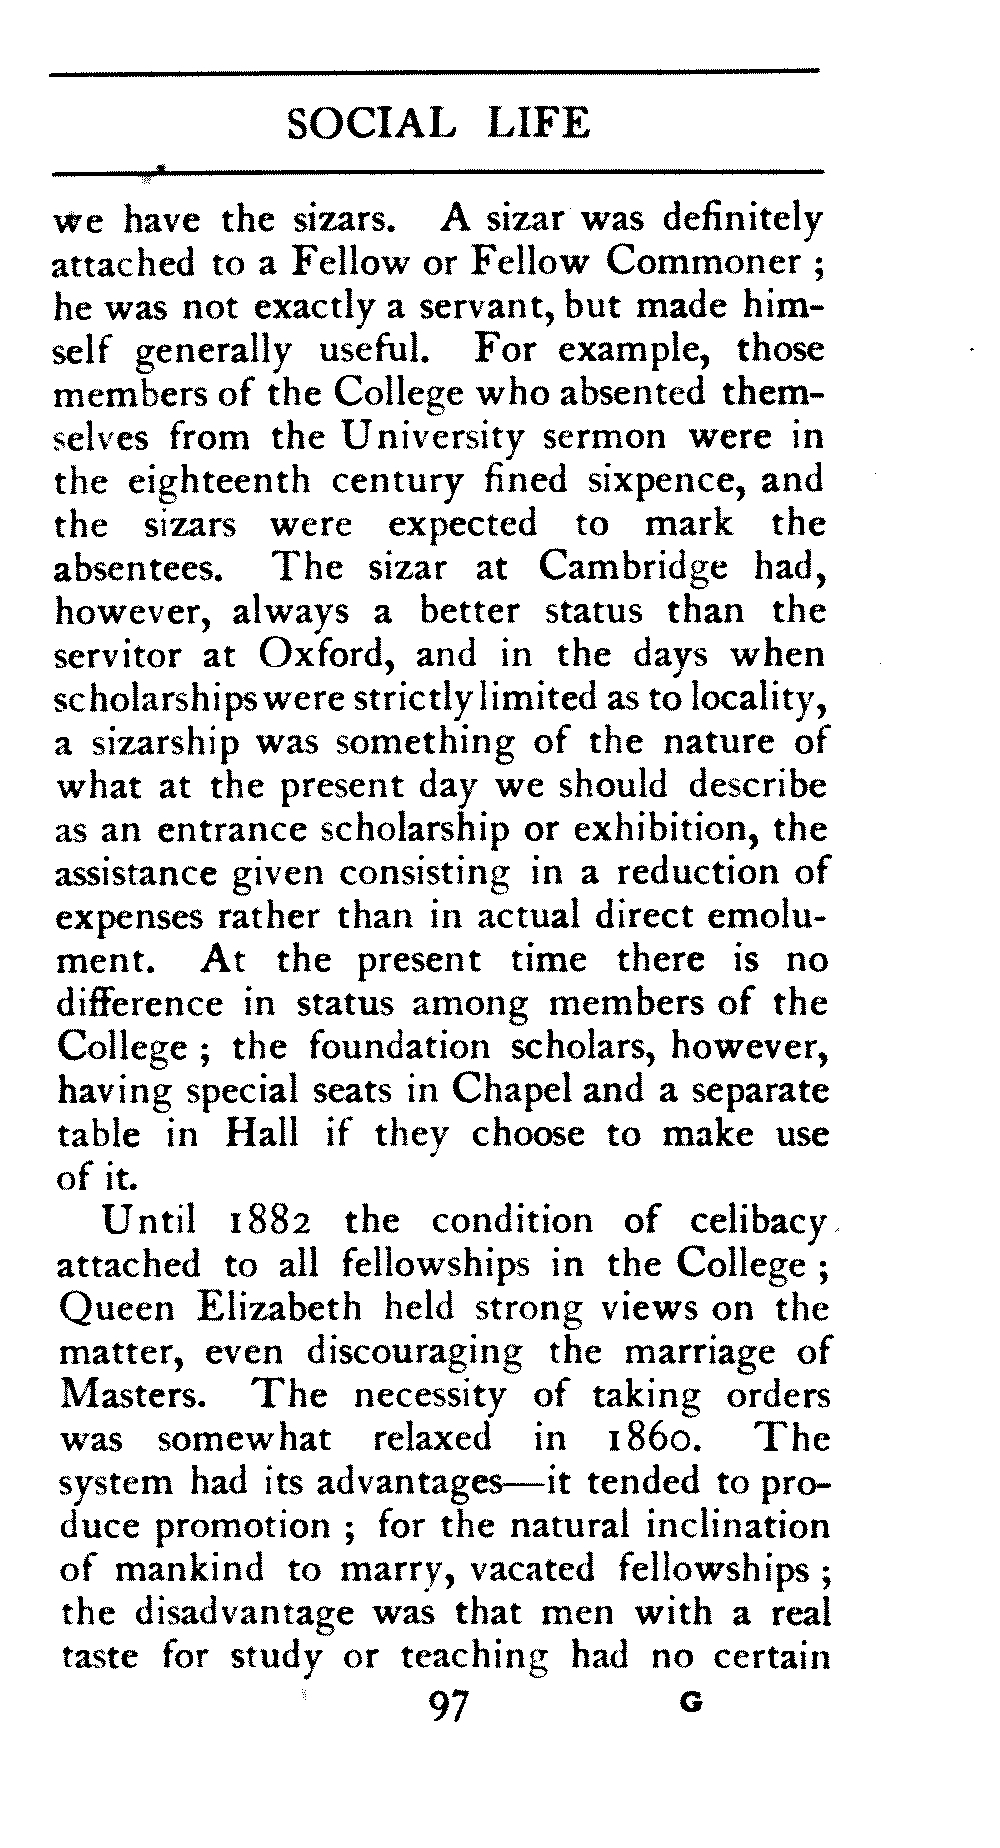 SOCIAL LIFE
we have the sizars. A sizar was definitely
attached to a Fellow or Fellow Commoner ;
he was not exactly a servant, but made him-
self generally useful. For example, those
members of the College who absented them-
selves from the University sermon were in
the eighteenth century fined sixpence, and
the sizars were expected to mark the
absentees. The sizar at Cambridge had,
however, always a better status than the
servitor at Oxford, and in the days when
scholarships were strictly limited as to locality,
a sizarship was something of the nature of
what at the present day we should describe
as an entrance scholarship or exhibition, the
assistance given consisting in a reduction of
expenses rather than in actual direct emolu-
ment. At the present time there is no
difference in status among members of the
College ; the foundation scholars, however,
having special seats in Chapel and a separate
table in Hall if they choose to make use
of it.
Until 1882 the condition of celibacy
attached to all fellowships in the College ;
Queen Elizabeth held strong views on the
matter, even discouraging the marriage of
Masters. The necessity of taking orders
was somewhat relaxed in 1860. The
system had its advantages—it tended to pro-
duce promotion ; for the natural inclination
of mankind to marry, vacated fellowships ;
the disadvantage was that men with a real
taste for study or teaching had no certain
97 G